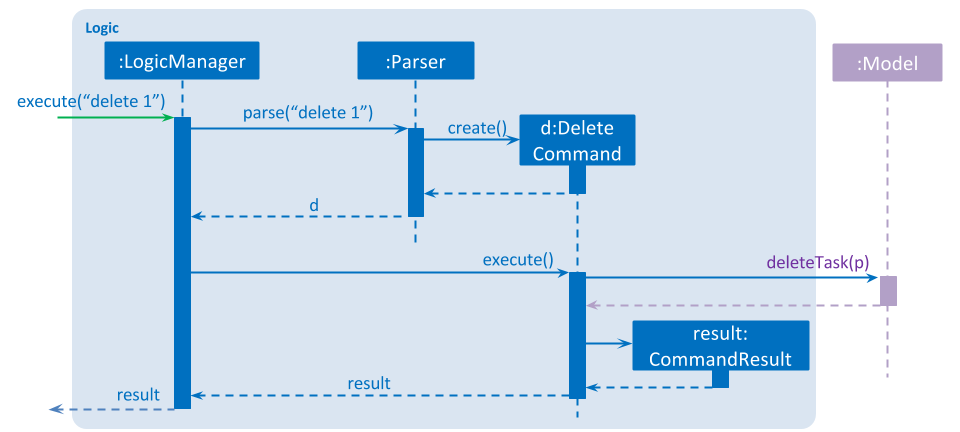 Logic
:LogicManager
:Parser
:Model
execute(“delete 1”)
parse(“delete 1”)
create()
d:Delete
Command
d
execute()
deleteTask(p)
result:
CommandResult
result
result